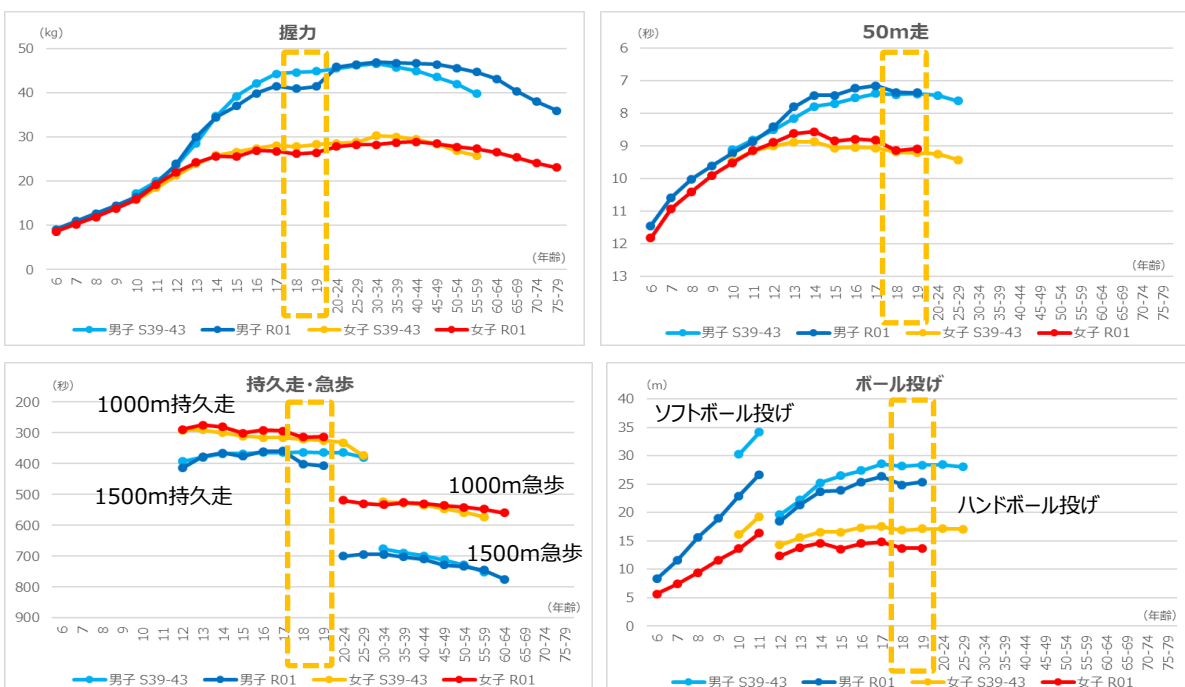 握力
(kg)
50
40
30
20
10
0
(年齢)
6 7 8 9 10 11 12 13 14 15 16 17 18 19 20-24 25-29 30-34 35-39 40-44 45-49 50-54 55-59 60-64 65-69 70-74 75-79
男子 S39-43 男子 R01 女子 S39-43 女子 R01
50m走
(秒)
6
7
8
9
10
11
12
13
(年齢)
6 7 8 9 10 11 12 13 14 15 16 17 18 19 20-24 25-29 30-34 35-39 40-44 45-49 50-54 55-59 60-64 65-69 70-74 75-79
男子 S39-43 男子 R01 女子 S39-43 女子 R01
持久走・急歩
(秒)
200
300
400
500
600
700
800
900
1000m持久走
1500m持久走
1000m急歩
1500m急歩
(年齢)
6 7 8 9 10 11 12 13 14 15 16 17 18 19 20-24 25-29 30-34 35-39 40-44 45-49 50-54 55-59 60-64 65-69 70-74 75-79
男子 S39-43 男子 R01 女子 S39-43 女子 R01
ボール投げ
(m)
40
35
30
25
20
15
10
5
0
ソフトボール投げ
ハンドボール投げ
(年齢)
6 7 8 9 10 11 12 13 14 15 16 17 18 19 20-24 25-29 30-34 35-39 40-44 45-49 50-54 55-59 60-64 65-69 70-74 75-79
男子 S39-43 男子 R01 女子 S39-43 女子 R01